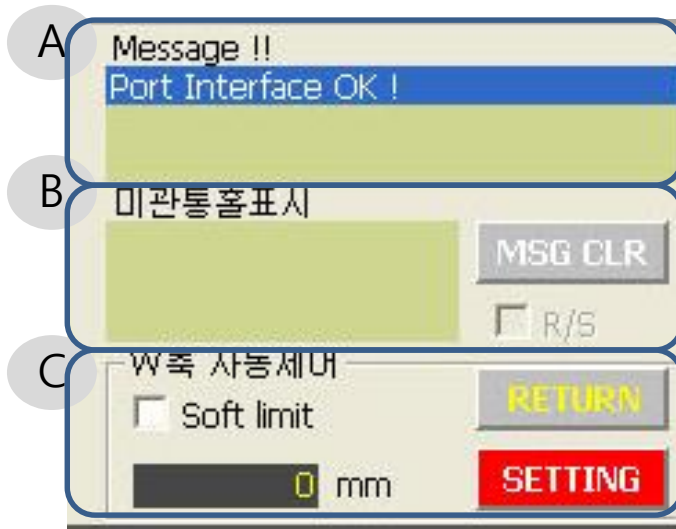 A
Message !!
Port Interface OK !
B
미관통홀표시
MSG CLR
R/S
C
W축 자동제어
Soft limit
RETURN
0 mm
SETTING